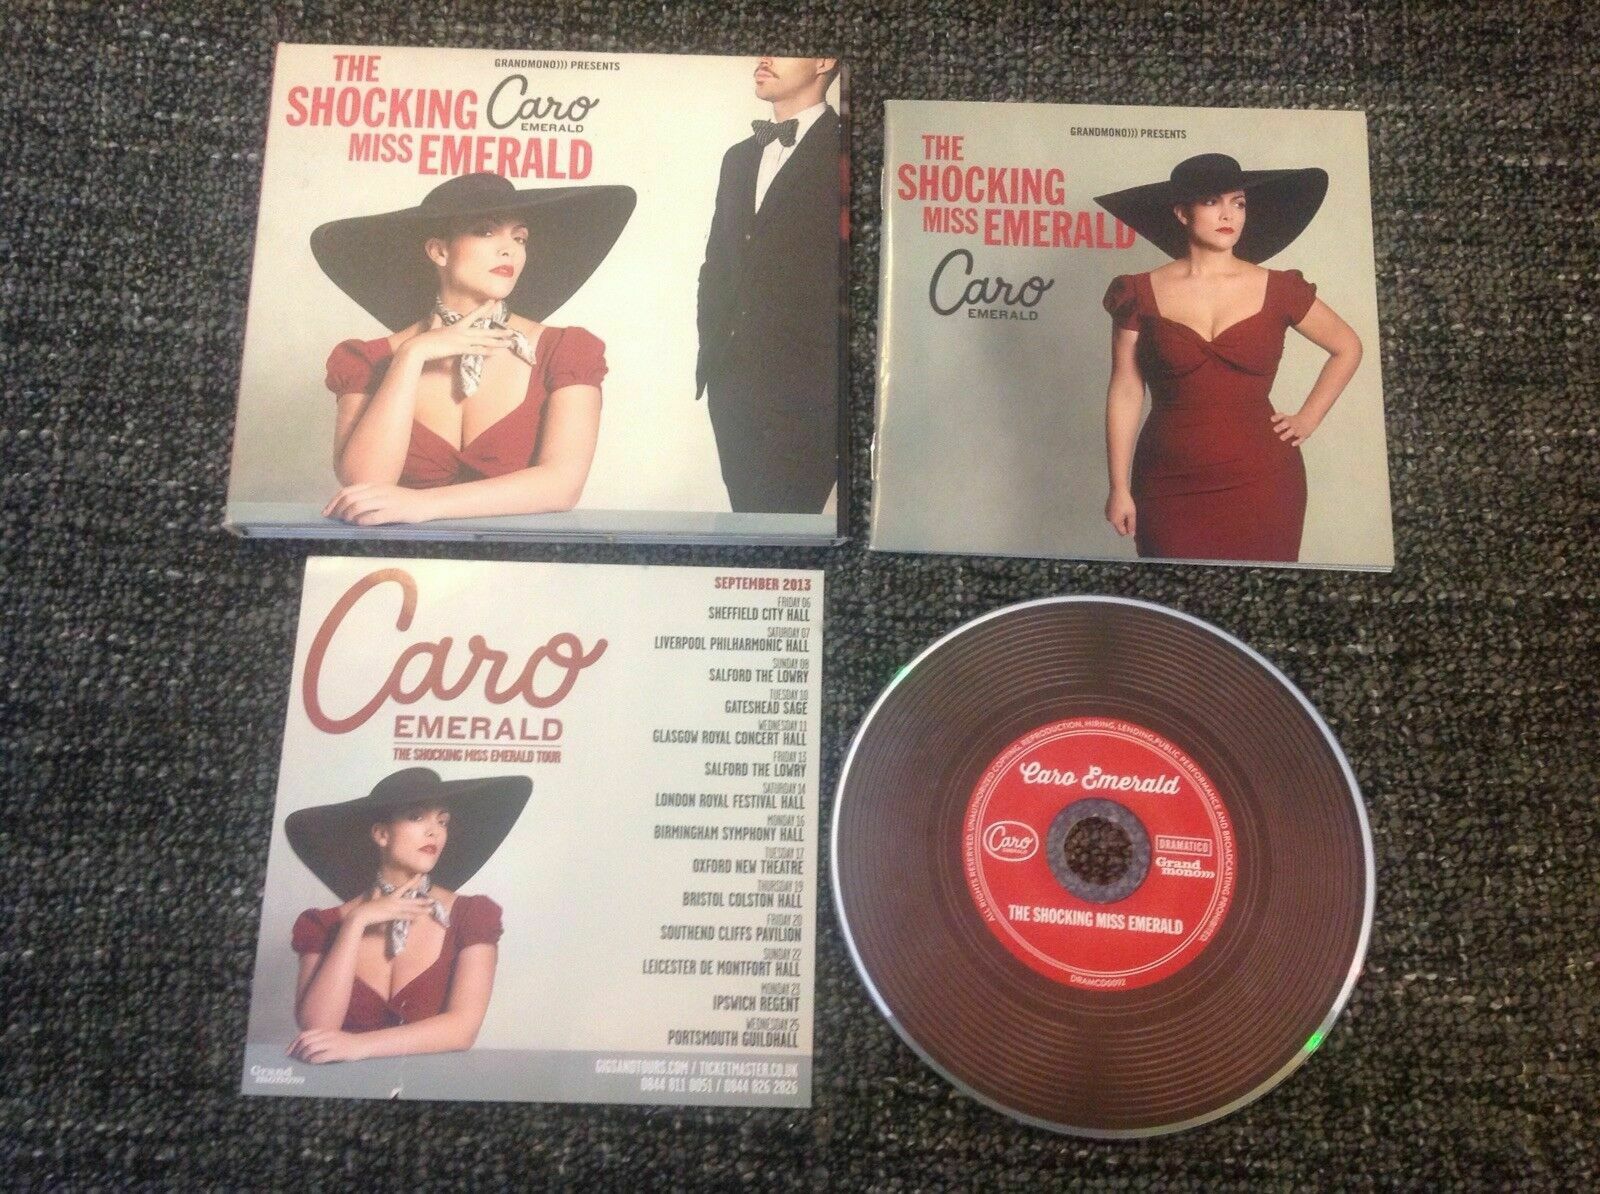 GRANDMONO))) PRESENTS
THE
SHOCKING
MISS EMERALD
Caro
EMERALD
GRANDMONO))) PRESENTS
THE
SHOCKING
MISS EMERALD
Caro
EMERALD
Caro
EMERALD
THE SHOCKING MISS EMERALD TOUR
SEPTEMBER 2013
FRIDAY 06
SHEFFIELD CITY HALL
SATURDAY 07
LIVERPOOL PHILHARMONIC HALL
SUNDAY 08
SALFORD THE LOWRY
TUESDAY 10
GATESHEAD SAGE
WEDNESDAY 11
GLASGOW ROYAL CONCERT HALL
FRIDAY 13
SALFORD THE LOWRY
SATURDAY 14
LONDON ROYAL FESTIVAL HALL
MONDAY 16
BIRMINGHAM SYMPHONY HALL
TUESDAY 17
OXFORD NEW THEATRE
THURSDAY 19
BRISTOL COLSTON HALL
FRIDAY 20
SOUTHEND CLIFFS PAVILION
SUNDAY 22
LEICESTER DE MONTFORT HALL
MONDAY 23
IPSWICH REGENT
WEDNESDAY 25
PORTSMOUTH GUILDHALL
GIGSANDTOURS.COM / TICKETMASTER.CO.UK
0844 811 0051 / 0844 826 2826
Grand
mono)))
ALL RIGHTS RESERVED. UNAUTHORIZED COPYING, REPRODUCTION, HIRING, LENDING, PUBLIC PERFORMANCE AND BROADCASTING PROHIBITED.
Caro Emerald
Caro
EMERALD
DRAMATICO
Grand
mono)))
THE SHOCKING MISS EMERALD
DRAMCD0092